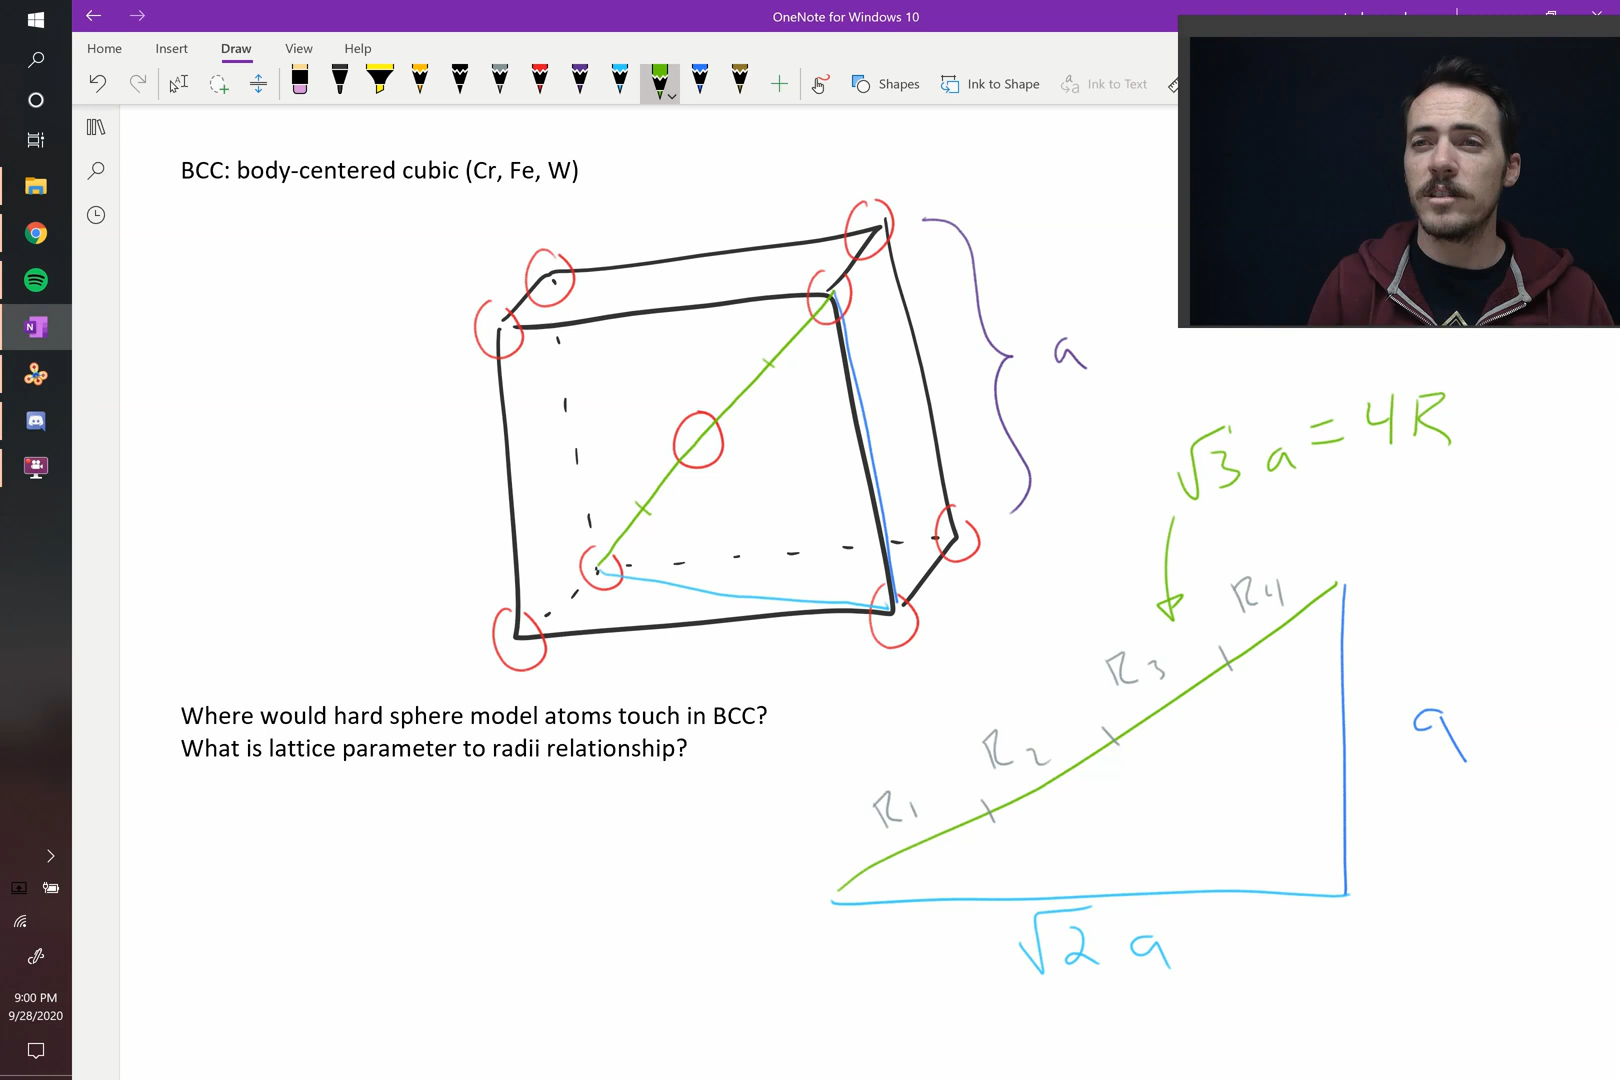 OneNote for Windows 10
Home Insert Draw View Help
Shapes Ink to Shape Ink to Text
BCC: body-centered cubic (Cr, Fe, W)
a
√3 a = 4R
R4
R3
R2
R1
a
√2 a
Where would hard sphere model atoms touch in BCC?
What is lattice parameter to radii relationship?
9:00 PM
9/28/2020